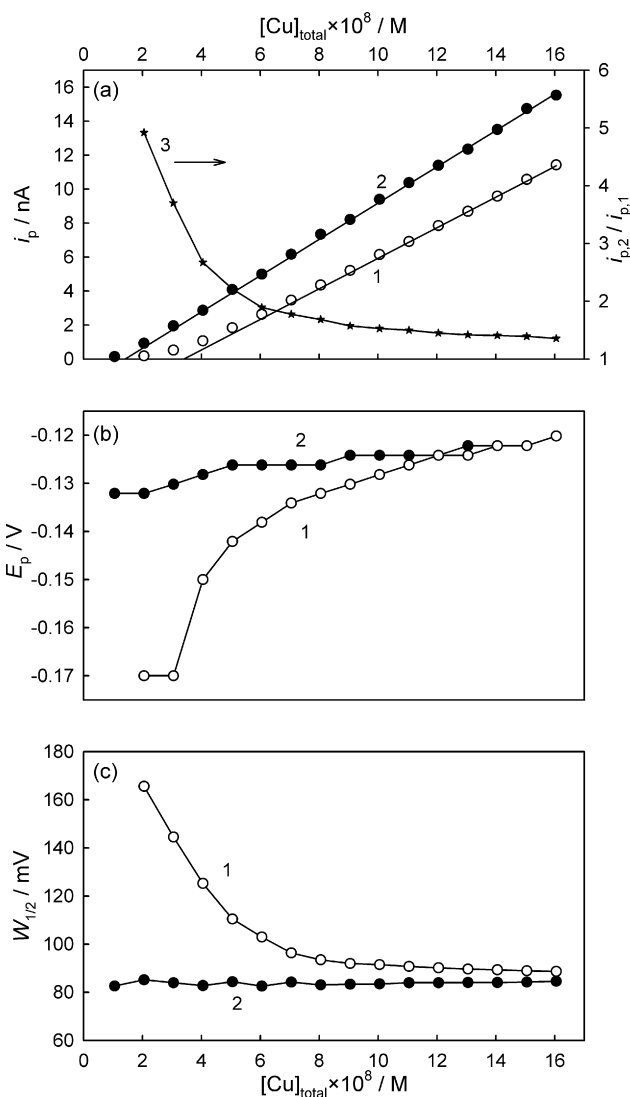 [Cu]total×10^8 / M
0 2 4 6 8 10 12 14 16
(a)
16 14 12 10 8 6 4 2 0
ip / nA
3
2
1
6 5 4 3 2 1
ip,2 / ip,1
(b)
-0.12 -0.13 -0.14 -0.15 -0.16 -0.17
Ep / V
2
1
(c)
180 160 140 120 100 80 60
W1/2 / mV
1
2
0 2 4 6 8 10 12 14 16
[Cu]total×10^8 / M